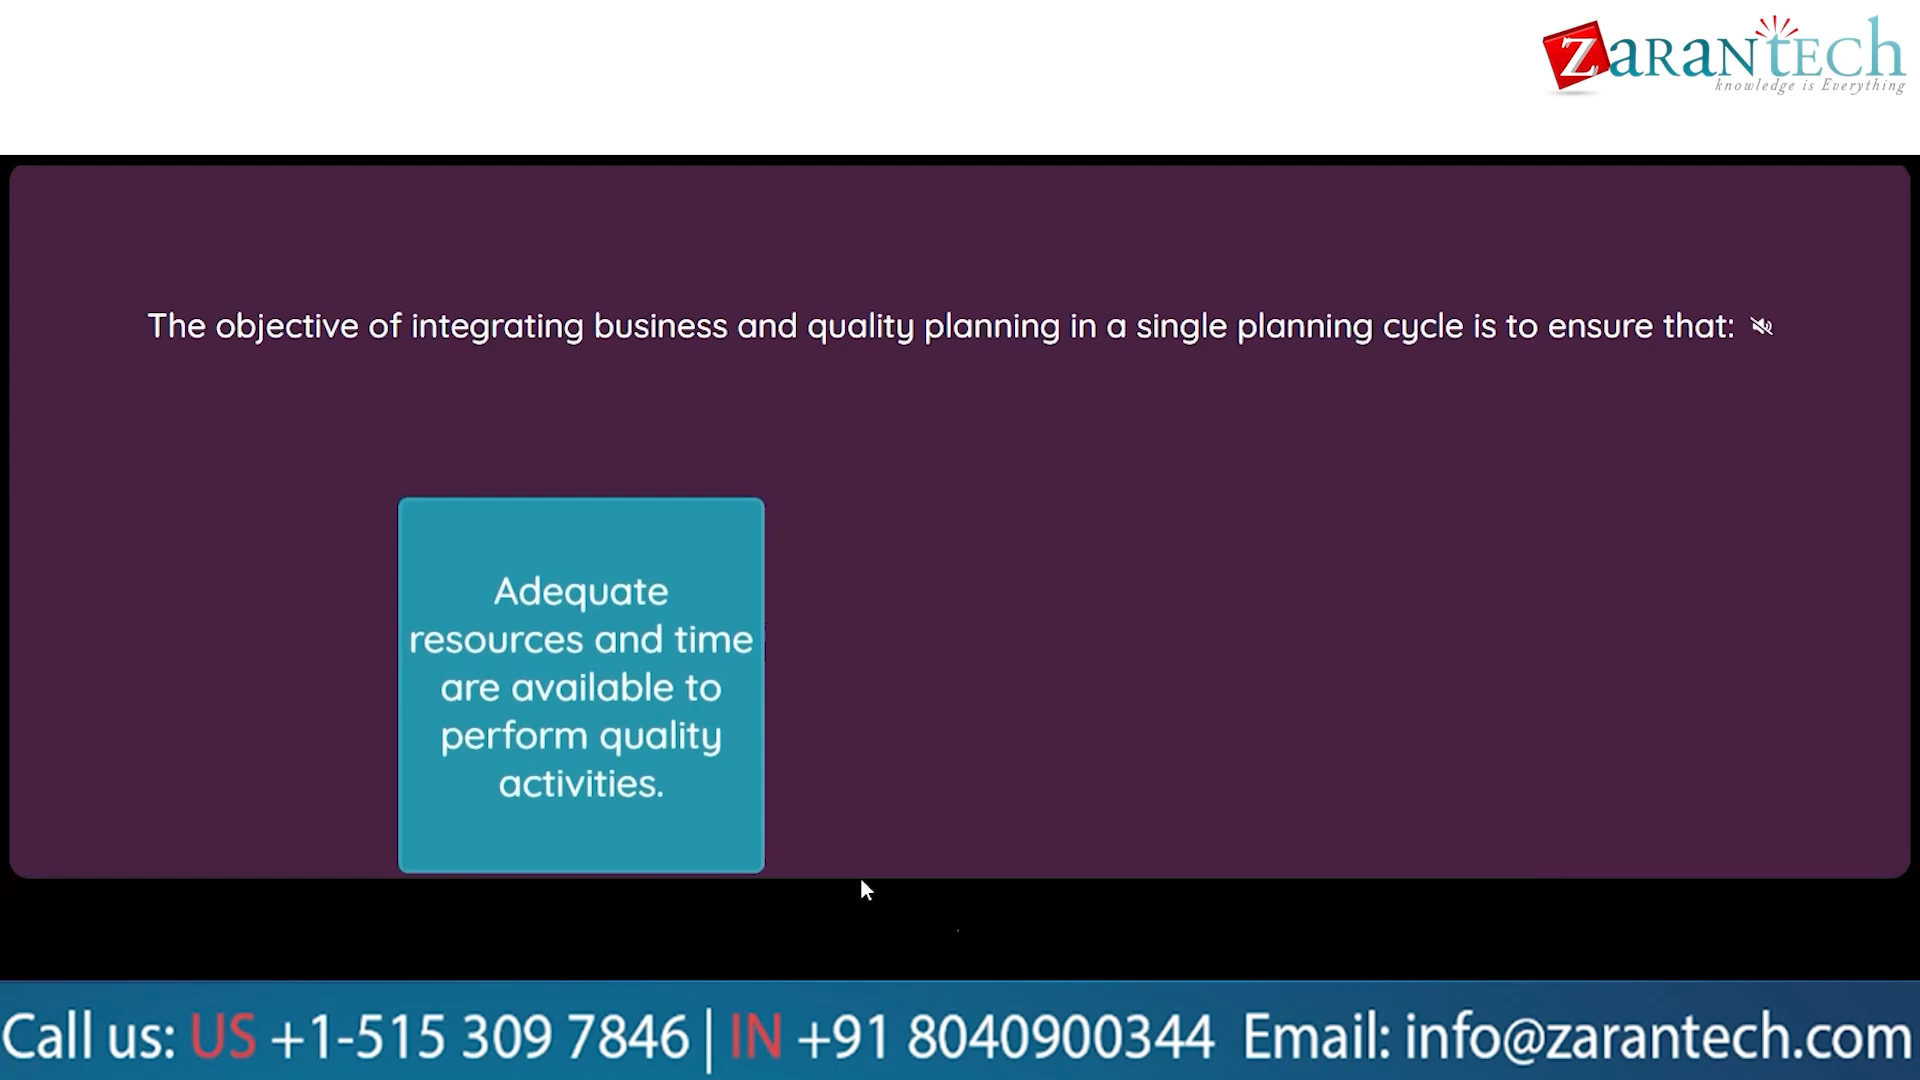 ZaranTech
knowledge is Everything
The objective of integrating business and quality planning in a single planning cycle is to ensure that:
Adequate
resources and time
are available to
perform quality
activities.
Call us: US +1-515 309 7846 | IN +91 8040900344 Email: info@zarantech.com